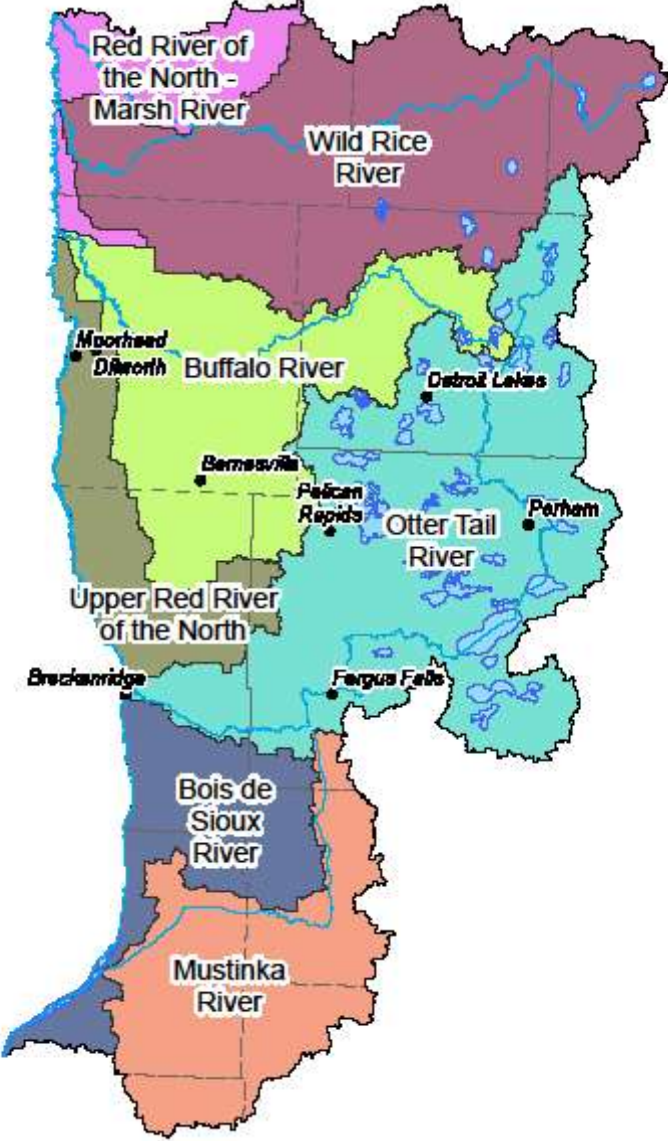 Red River of
the North -
Marsh River
Wild Rice
River
Moorhead
Dilworth
Buffalo River
Detroit Lakes
Barnesville
Pelican
Rapids
Otter Tail
River
Perham
Upper Red River
of the North
Breckenridge
Fergus Falls
Bois de
Sioux
River
Mustinka
River